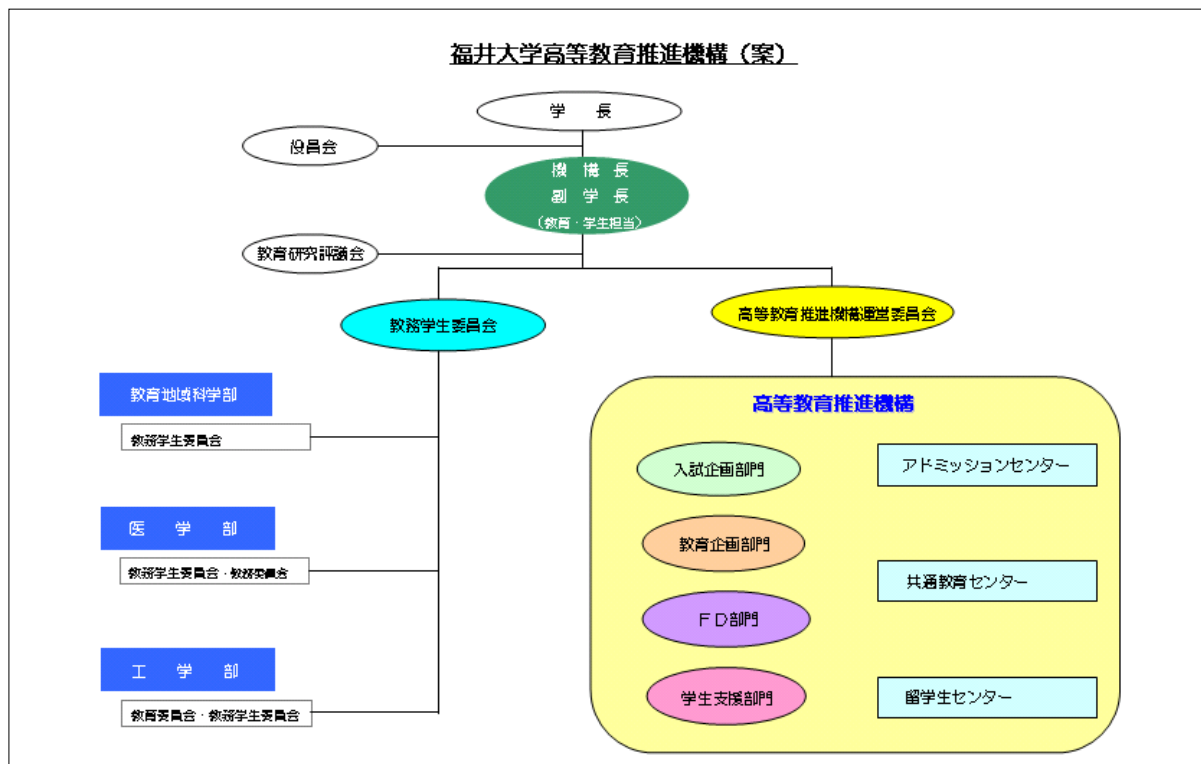 福井大学高等教育推進機構（案）
学　長
役員会
機　構　長
副　学　長
（教育・学生担当）
教育研究評議会
教務学生委員会
高等教育推進機構運営委員会
教育地域科学部
教務学生委員会
医　学　部
教務学生委員会・教務委員会
工　学　部
教育委員会・教務学生委員会
高等教育推進機構
入試企画部門
アドミッションセンター
教育企画部門
共通教育センター
ＦＤ部門
学生支援部門
留学生センター